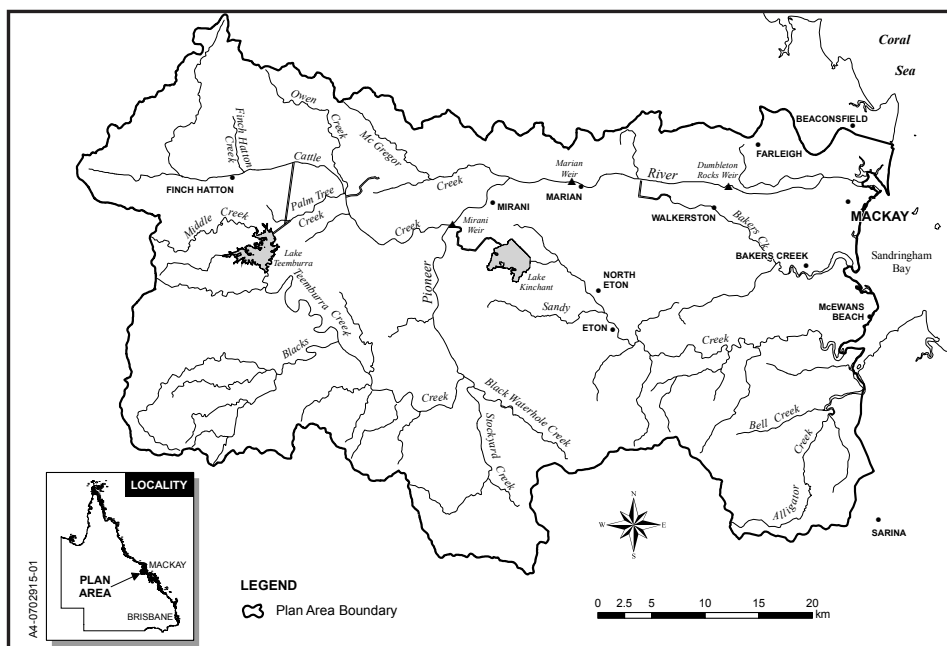 Coral
Sea
BEACONSFIELD
Owen
Creek
Finch Hatton
Creek
Mc Gregor
Creek
FARLEIGH
Cattle
Marian
Weir
River
Dumbleton
Rocks Weir
FINCH HATTON
MARIAN
Palm Tree
Creek
MIRANI
WALKERSTON
MACKAY
Middle Creek
Creek
Mirani
Weir
Bakers Ck
Lake
Teemburra
Sandringham
Bay
BAKERS CREEK
Pioneer
Lake
Kinchant
NORTH
ETON
Teemburra Creek
McEWANS
BEACH
Sandy
ETON
Creek
Blacks
Creek
Black Waterhole Creek
Stockyard Creek
Bell Creek
Alligator
Creek
SARINA
N
W
E
S
LOCALITY
MACKAY
PLAN
AREA
BRISBANE
A4-0702915-01
LEGEND
Plan Area Boundary
0 2.5 5 10 15 20
km